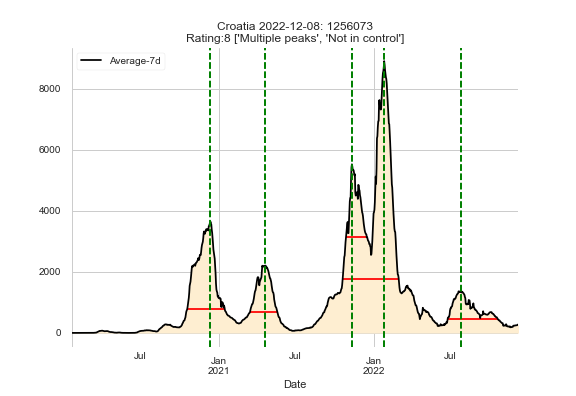 Croatia 2022-12-08: 1256073
Rating:8 ['Multiple peaks', 'Not in control']
Average-7d
8000
6000
4000
2000
0
Jul
Jan
2021
Jul
Jan
2022
Jul
Date